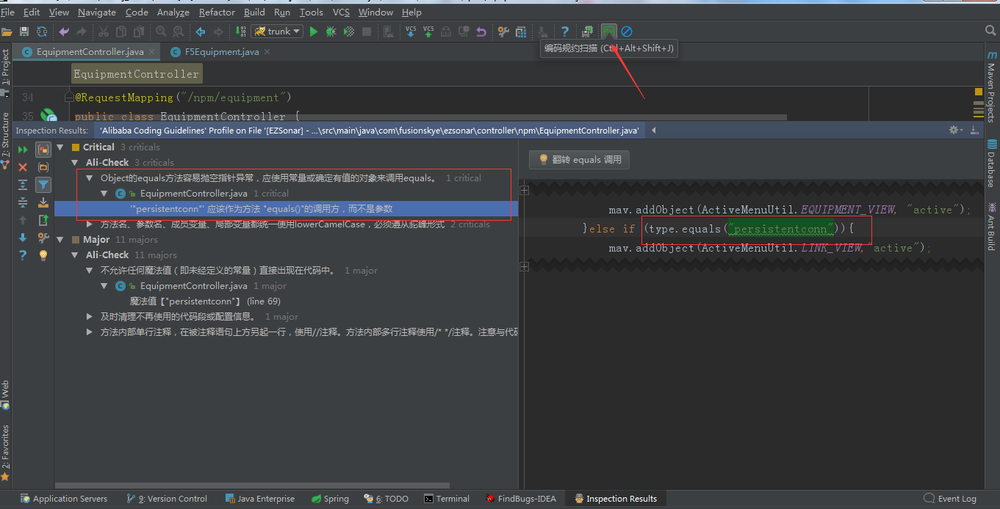 File Edit View Navigate Code Analyze Refactor Build Run Tools VCS Window Help
trunk
VCS VCS
EquipmentController.java F5Equipment.java
编码规约扫描 (Ctrl+Alt+Shift+J)
EquipmentController
34 @RequestMapping("/npm/equipment")
35 public class EquipmentController {
Inspection Results: 'Alibaba Coding Guidelines' Profile on File '[EZSonar] - ...\src\main\java\com\fusionskye\ezsonar\controller\npm\EquipmentController.java'
Critical 3 criticals
Ali-Check 3 criticals
Object的equals方法容易抛空指针异常，应使用常量或确定有值的对象来调用equals。 1 critical
EquipmentController.java 1 critical
'"persistentconn"' 应该作为方法 "equals()"的调用方，而不是参数
方法名、参数名、成员变量、局部变量都统一使用lowerCamelCase，必须遵从驼峰形式 2 criticals
Major 11 majors
Ali-Check 11 majors
不允许任何魔法值（即未经定义的常量）直接出现在代码中。 1 major
EquipmentController.java 1 major
魔法值【"persistentconn"】 (line 69)
及时清理不再使用的代码段或配置信息。 1 major
方法内部单行注释，在被注释语句上方另起一行，使用//注释。方法内部多行注释使用/* */注释。注意与代码
翻转 equals 调用
mav.addObject(ActiveMenuUtil.EQUIPMENT_VIEW, "active");
}else if (type.equals("persistentconn")){
mav.addObject(ActiveMenuUtil.LINK_VIEW,"active");
1: Project
7: Structure
Web
2: Favorites
Maven Projects
Database
Ant Build
Application Servers 9: Version Control Java Enterprise Spring 6: TODO Terminal FindBugs-IDEA Inspection Results Event Log